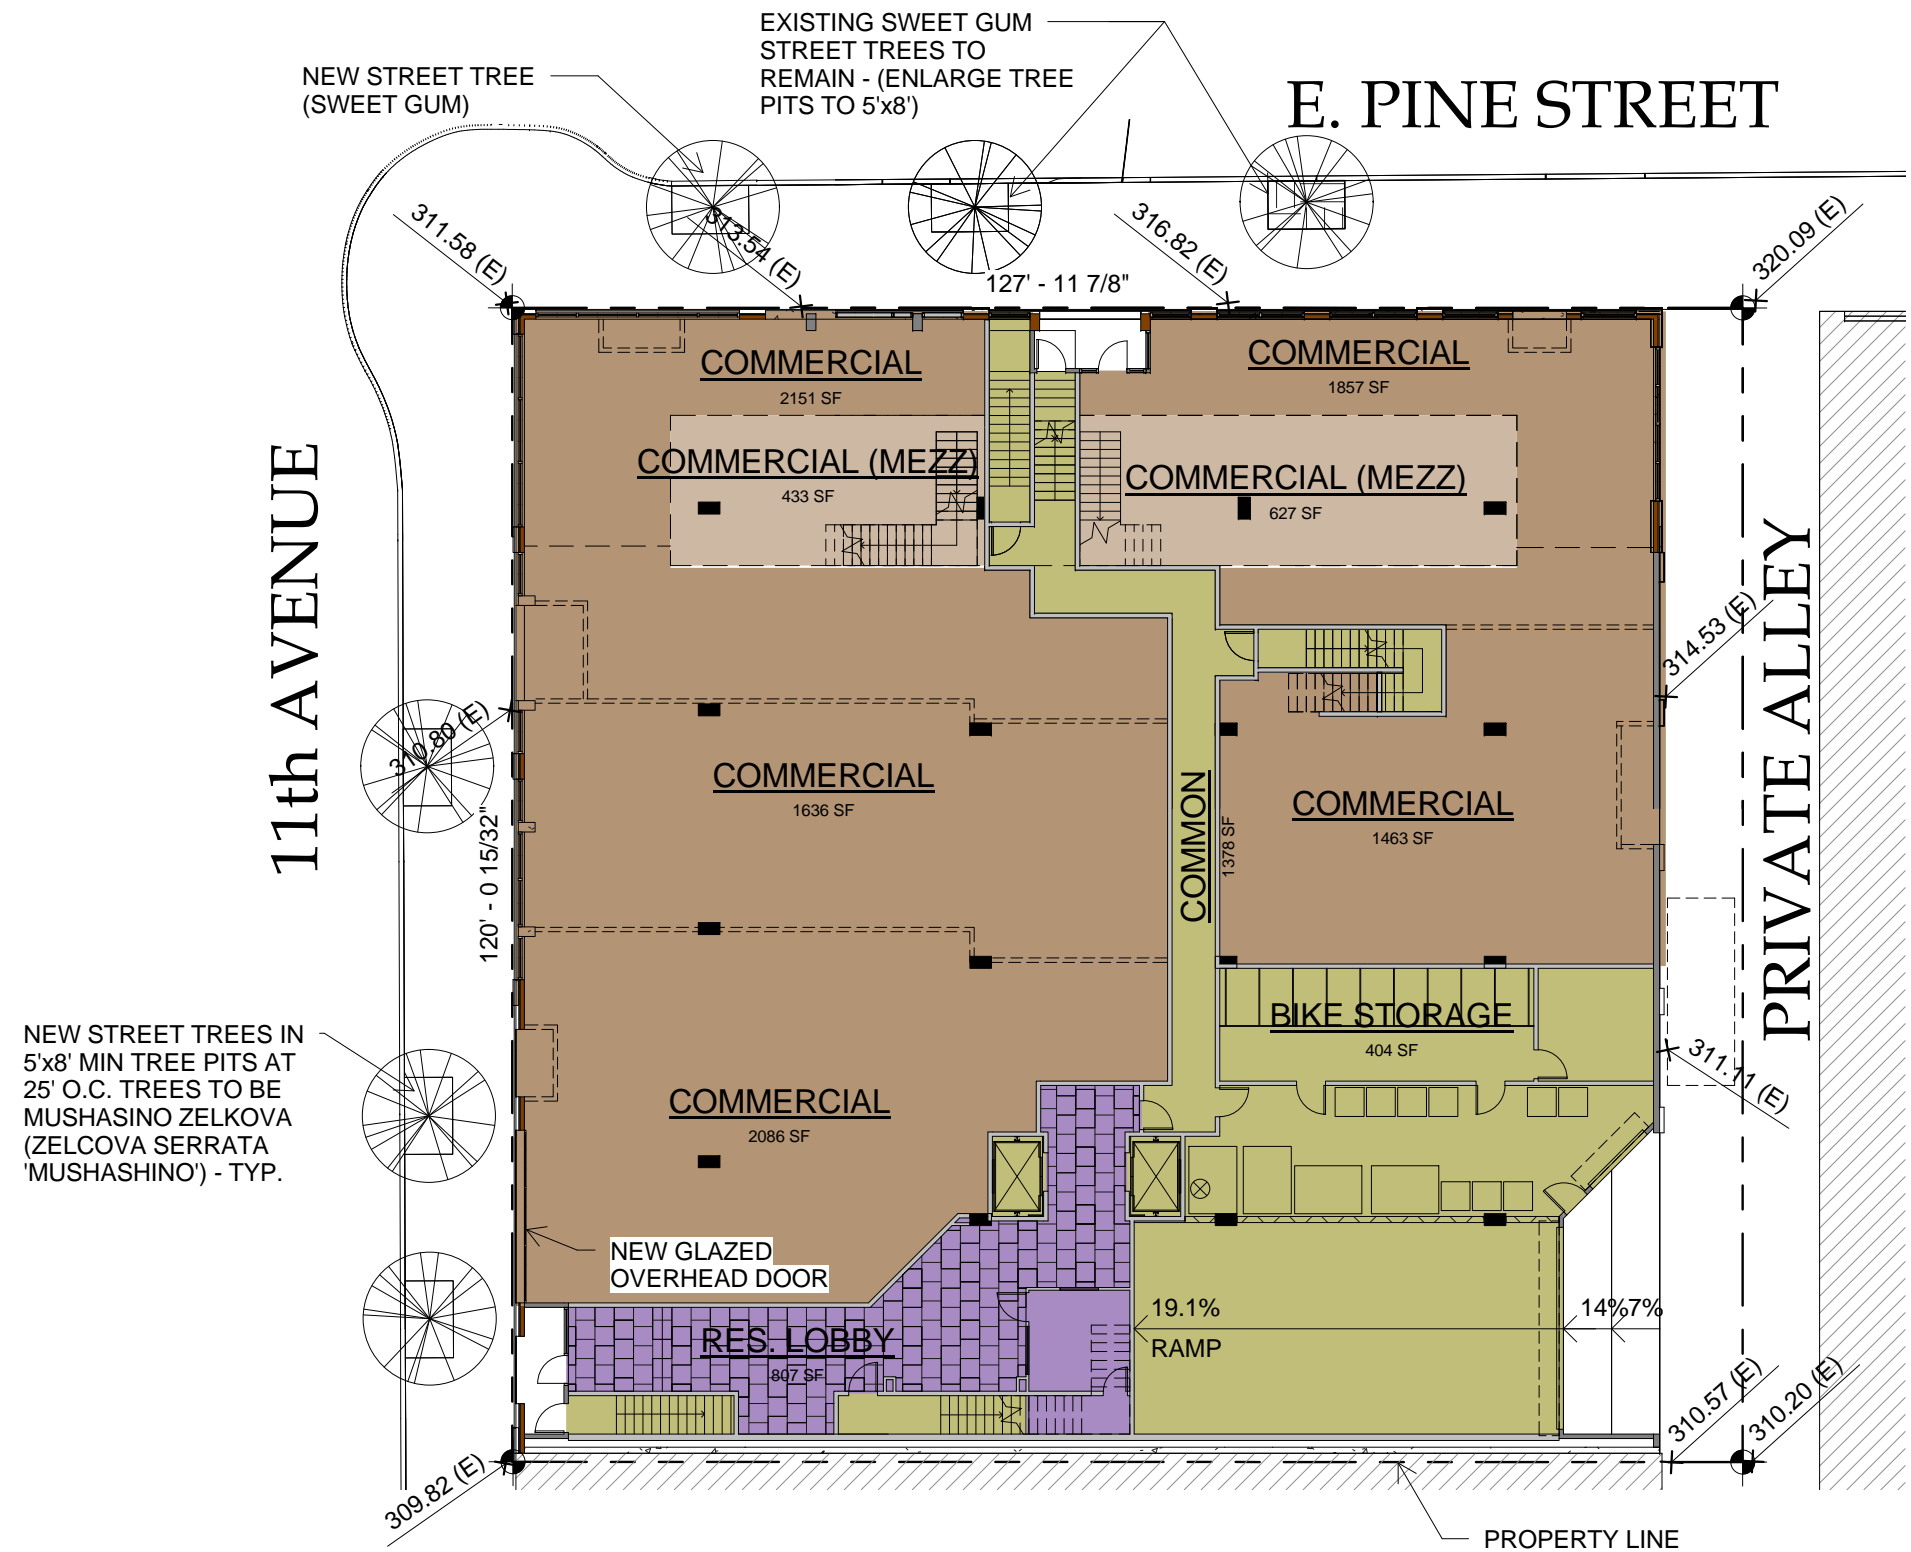 EXISTING SWEET GUM
STREET TREES TO
REMAIN - (ENLARGE TREE
PITS TO 5'x8')
NEW STREET TREE
(SWEET GUM)
E. PINE STREET
311.58 (E)
313.54 (E)
316.82 (E)
320.09 (E)
127' - 11 7/8"
COMMERCIAL
2151 SF
COMMERCIAL
1857 SF
COMMERCIAL (MEZZ)
433 SF
COMMERCIAL (MEZZ)
627 SF
11th AVENUE
PRIVATE ALLEY
314.53 (E)
310.80 (E)
120' - 0 15/32"
COMMERCIAL
1636 SF
COMMON
1378 SF
COMMERCIAL
1463 SF
BIKE STORAGE
404 SF
311.11 (E)
NEW STREET TREES IN
5'x8' MIN TREE PITS AT
25' O.C. TREES TO BE
MUSHASINO ZELKOVA
(ZELCOVA SERRATA
'MUSHASHINO') - TYP.
COMMERCIAL
2086 SF
NEW GLAZED
OVERHEAD DOOR
RES. LOBBY
807 SF
19.1%
RAMP
14%
7%
309.82 (E)
310.57 (E)
310.20 (E)
PROPERTY LINE